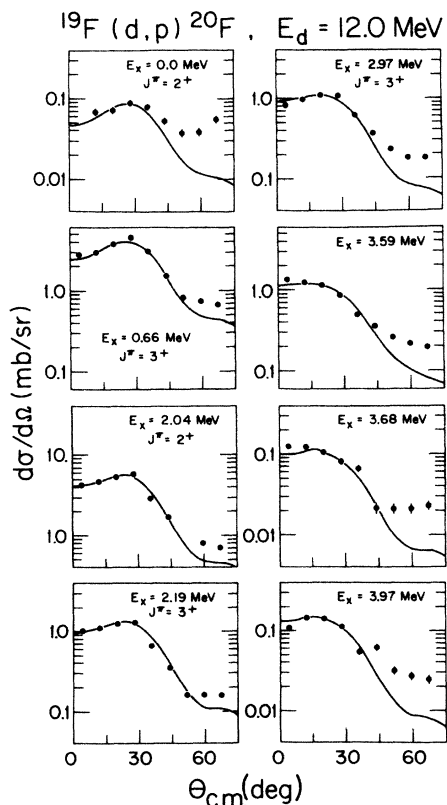 ¹⁹F (d,p) ²⁰F , E_d = 12.0 MeV
E_x = 0.0 MeV
J^π = 2⁺
0.1
0.01
E_x = 2.97 MeV
J^π = 3⁺
1.0
0.1
1.0
0.1
E_x = 0.66 MeV
J^π = 3⁺
E_x = 3.59 MeV
1.0
0.1
E_x = 2.04 MeV
J^π = 2⁺
10.
1.0
E_x = 3.68 MeV
0.1
0.01
E_x = 2.19 MeV
J^π = 3⁺
1.0
0.1
E_x = 3.97 MeV
0.1
0.01
0 30 60 0 30 60
dσ/dΩ (mb/sr)
θ_cm (deg)